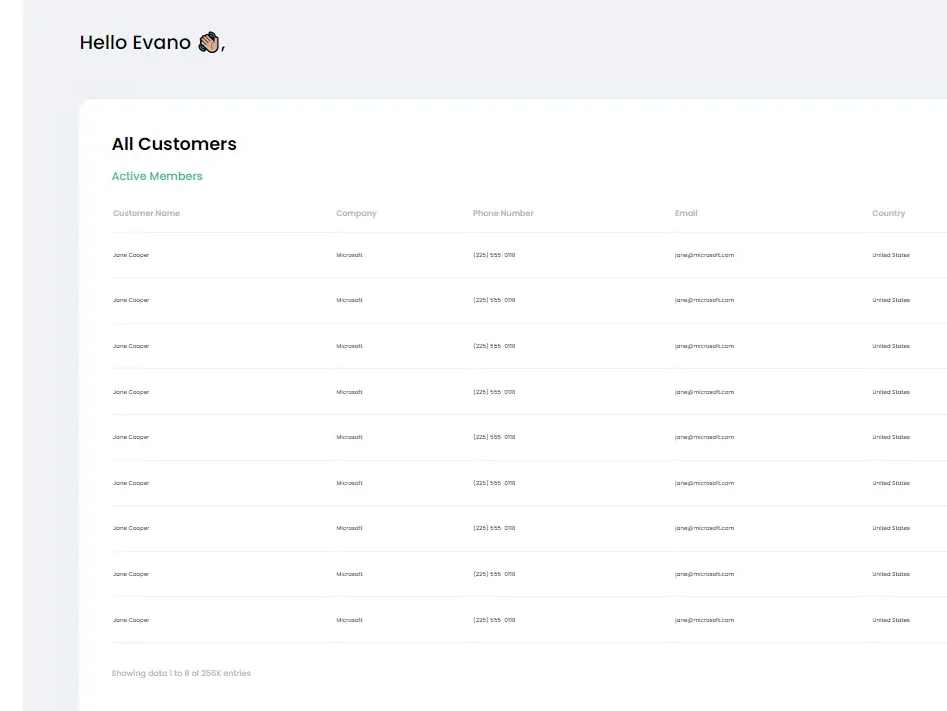 Hello Evano 👋🏼,
All Customers
Active Members
Customer Name Company Phone Number Email Country
Jane Cooper Microsoft (225) 555-0118 jane@microsoft.com United States
Jane Cooper Microsoft (225) 555-0118 jane@microsoft.com United States
Jane Cooper Microsoft (225) 555-0118 jane@microsoft.com United States
Jane Cooper Microsoft (225) 555-0118 jane@microsoft.com United States
Jane Cooper Microsoft (225) 555-0118 jane@microsoft.com United States
Jane Cooper Microsoft (225) 555-0118 jane@microsoft.com United States
Jane Cooper Microsoft (225) 555-0118 jane@microsoft.com United States
Jane Cooper Microsoft (225) 555-0118 jane@microsoft.com United States
Jane Cooper Microsoft (225) 555-0118 jane@microsoft.com United States
Showing data 1 to 8 of 256K entries